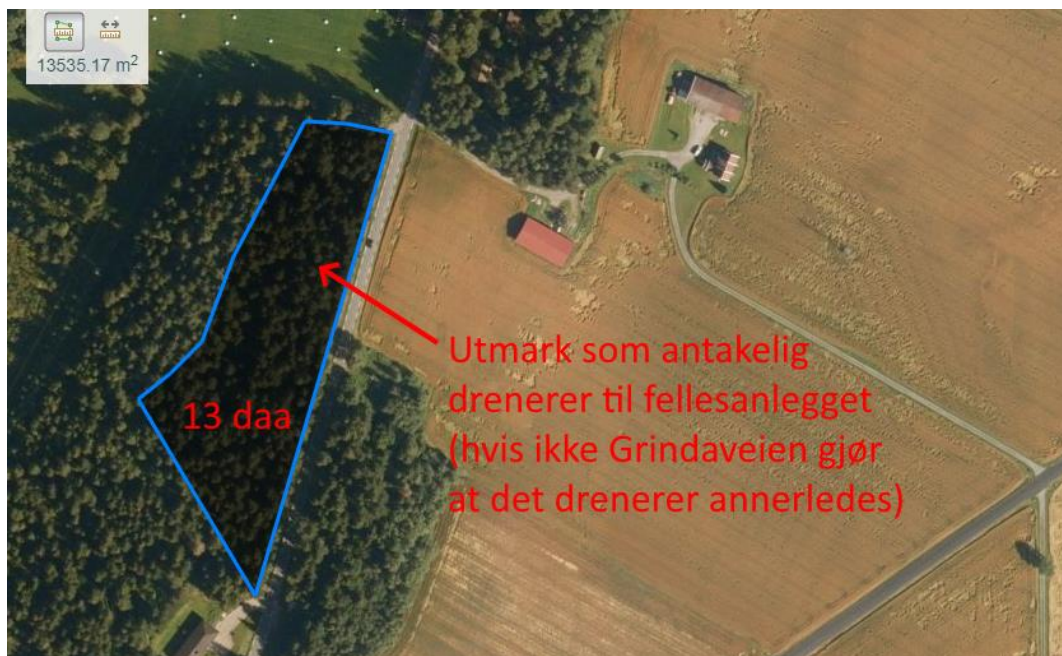 13535.17 m²
13 daa
Utmark som antakelig
drenerer til fellesanlegget
(hvis ikke Grindaveien gjør
at det drenerer annerledes)